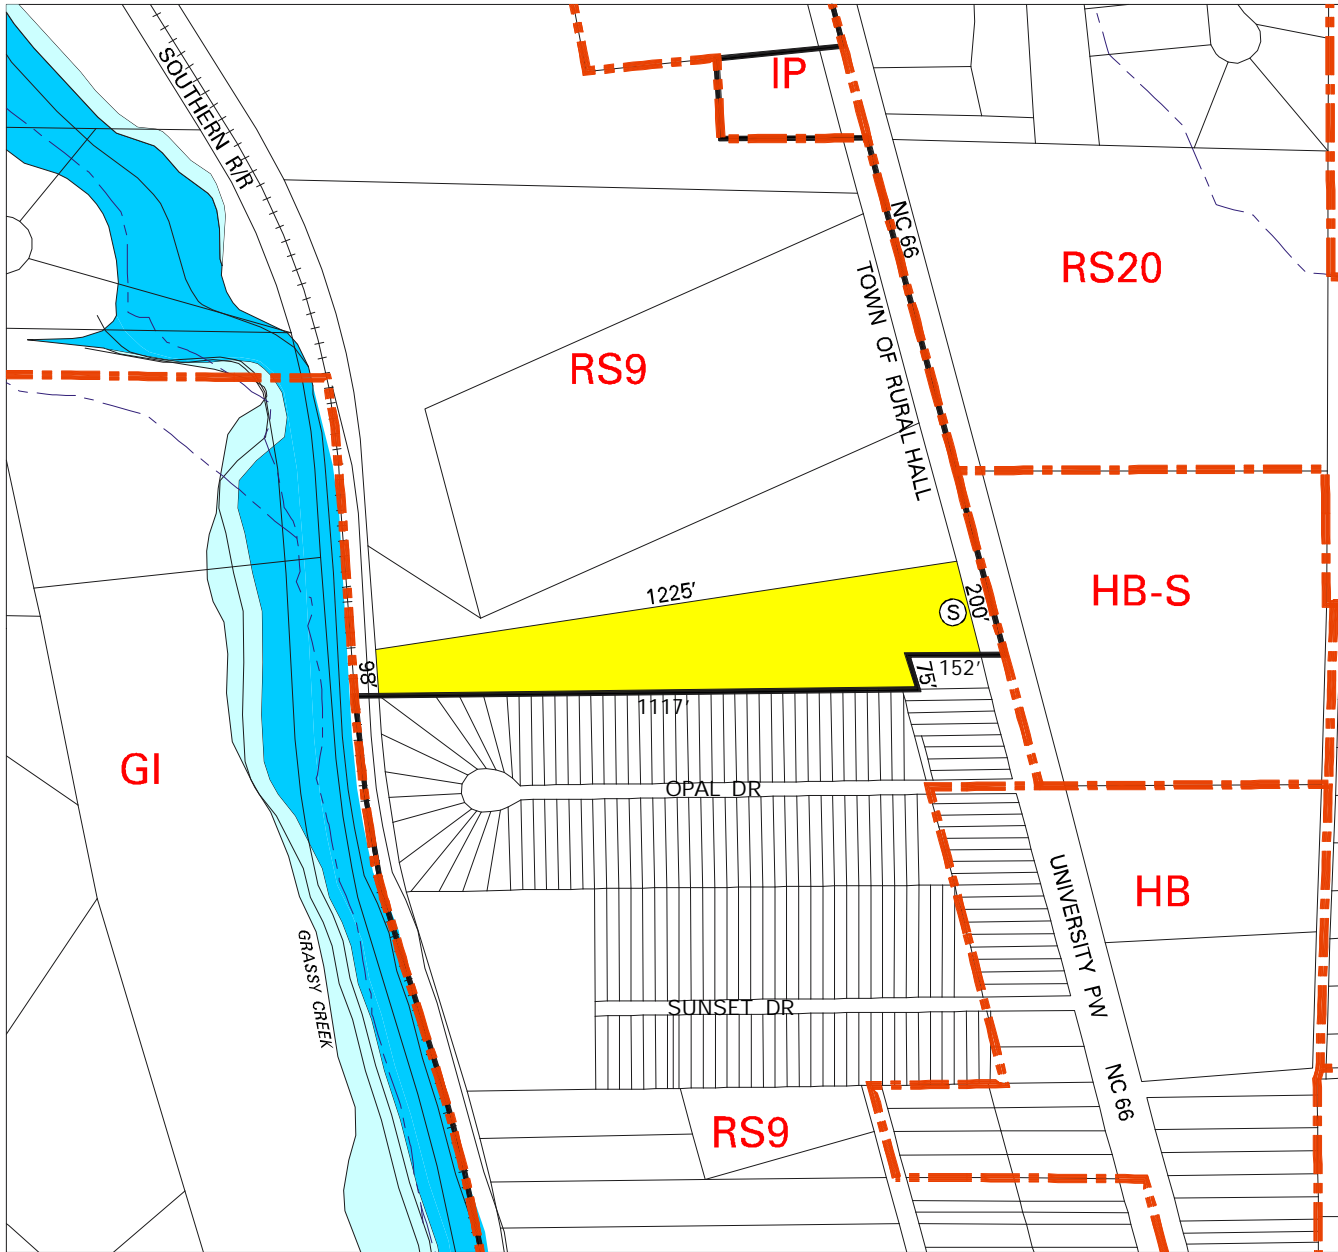 SOUTHERN R/R
IP
NC 66
RS20
TOWN OF RURAL HALL
RS9
1225'
200'
S
HB-S
98'
75'
152'
1117'
GI
OPAL DR
UNIVERSITY PW
HB
GRASSY CREEK
SUNSET DR
NC 66
RS9